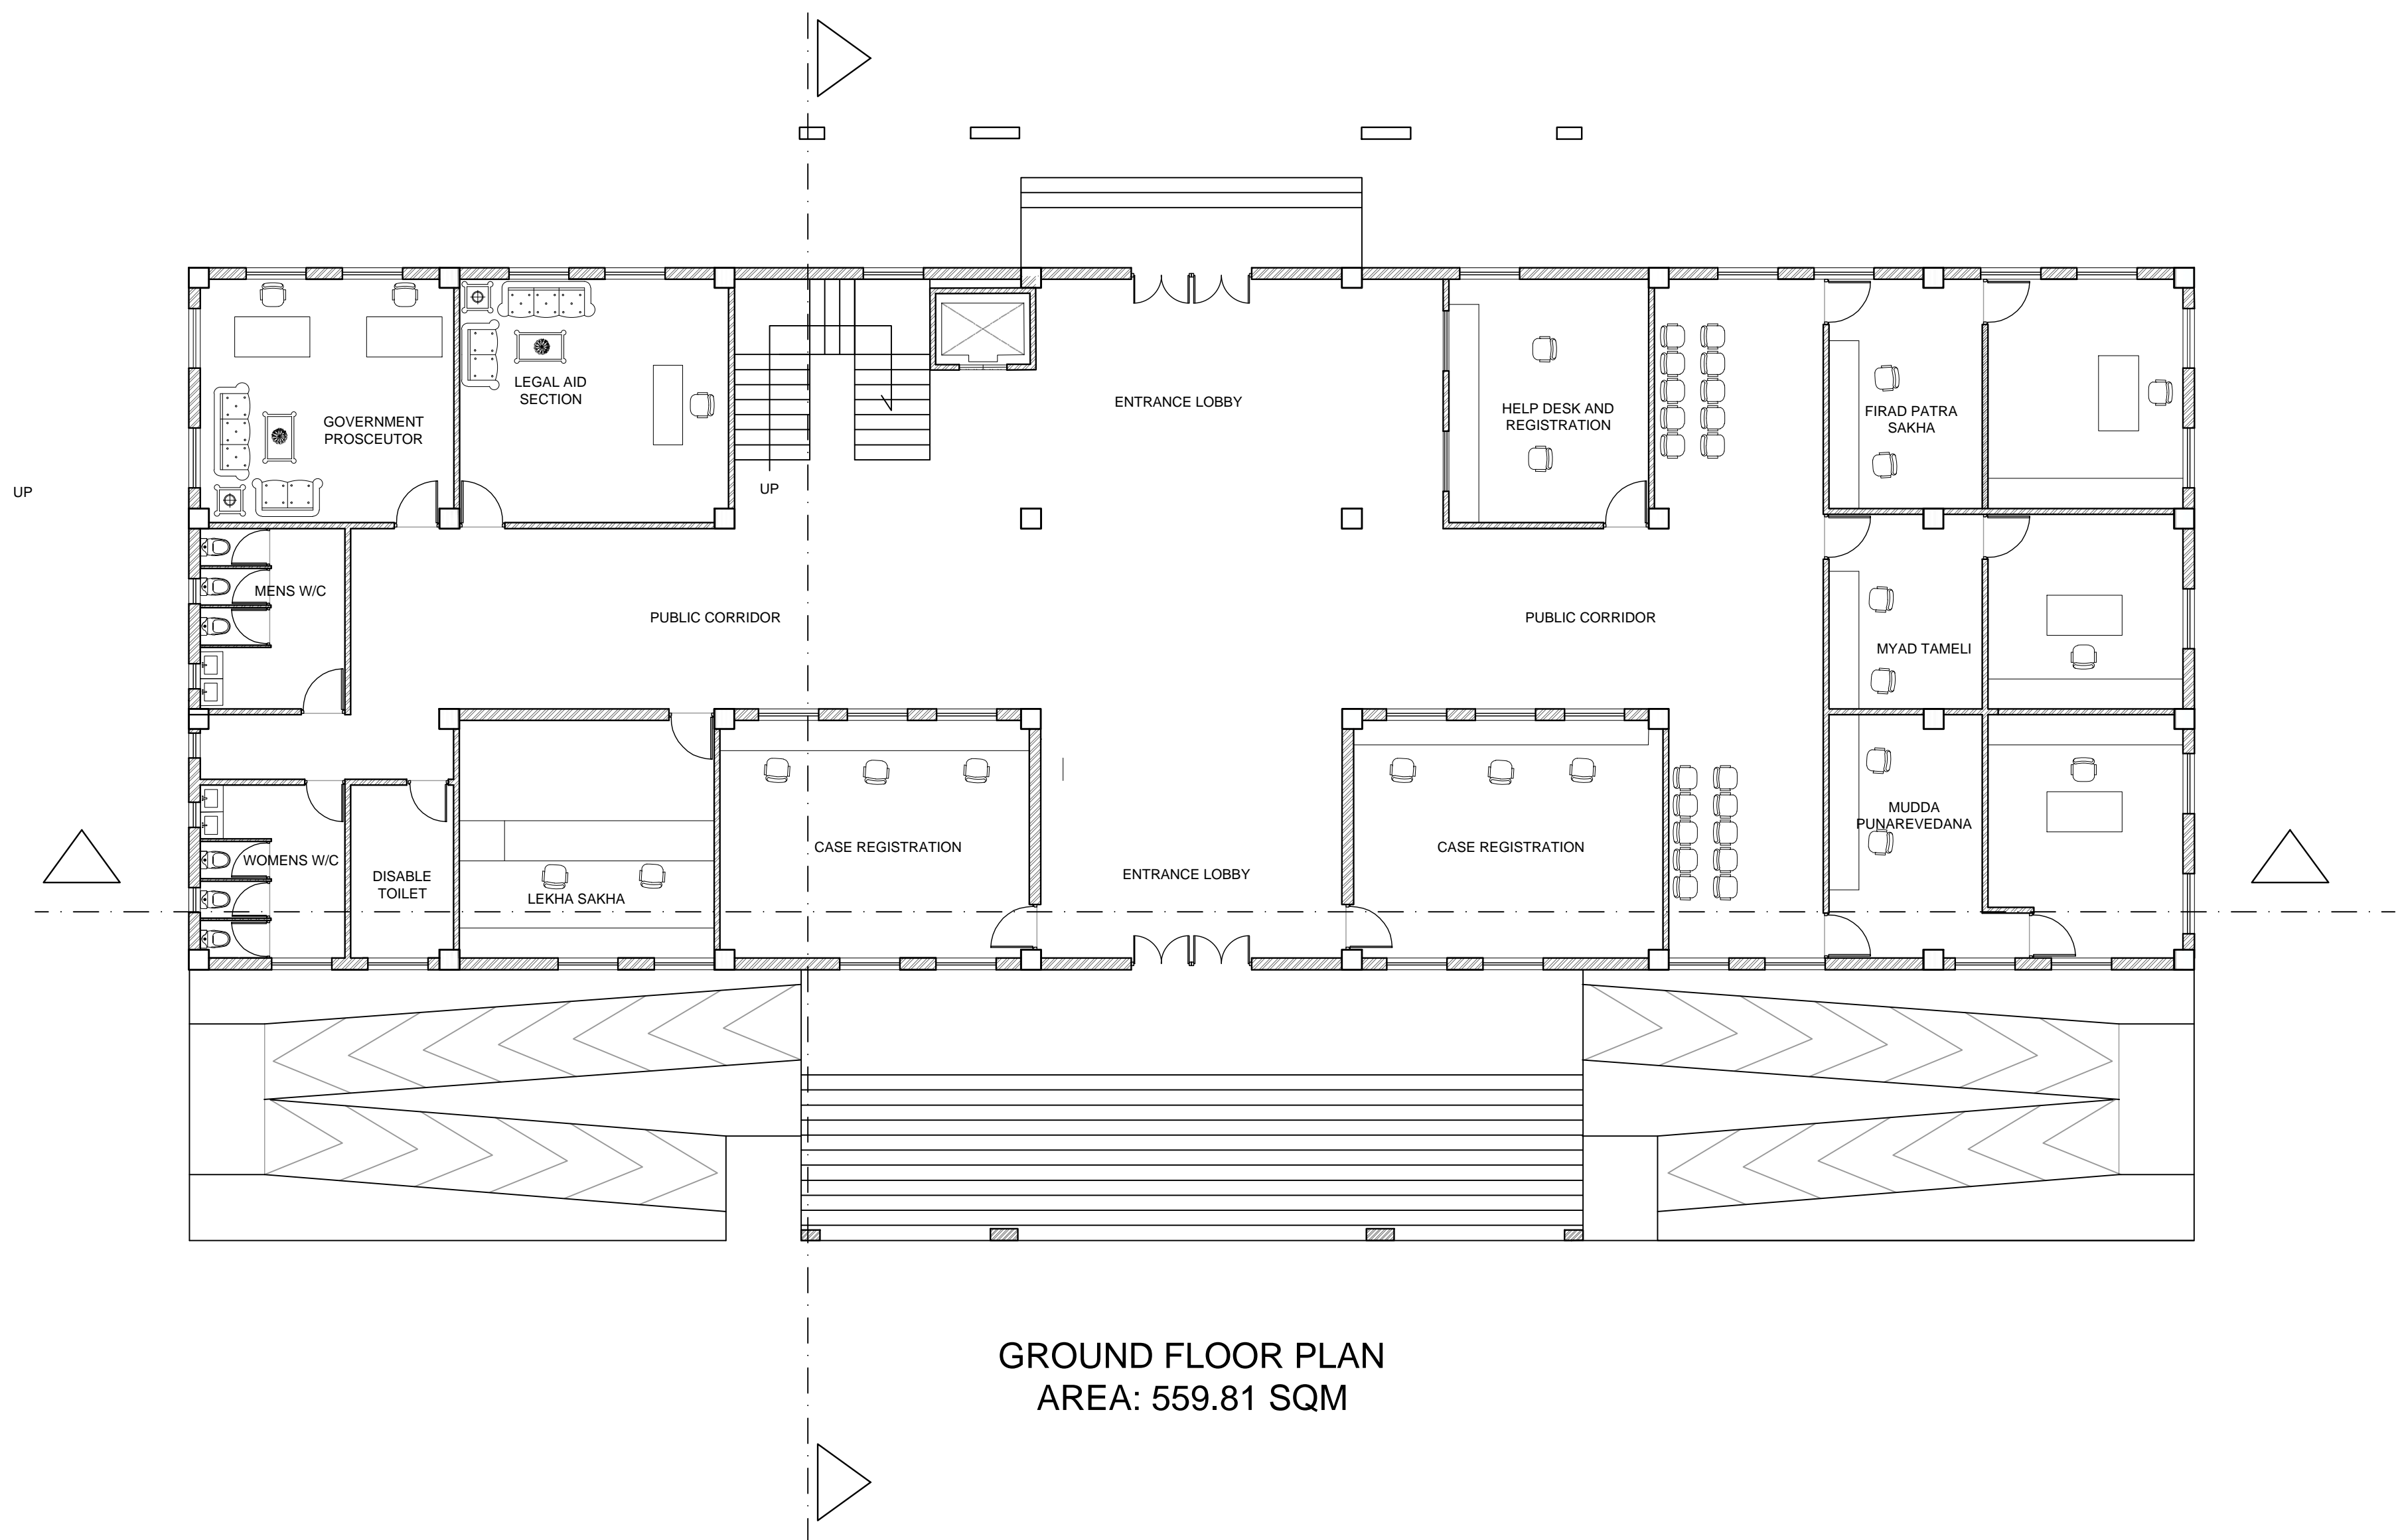 ENTRANCE LOBBY
LEGAL AID
SECTION
GOVERNMENT
PROSCEUTOR
HELP DESK AND
REGISTRATION
FIRAD PATRA
SAKHA
UP
UP
MENS W/C
PUBLIC CORRIDOR
PUBLIC CORRIDOR
MYAD TAMELI
MUDDA
PUNAREVEDANA
WOMENS W/C
DISABLE
TOILET
LEKHA SAKHA
CASE REGISTRATION
ENTRANCE LOBBY
CASE REGISTRATION
GROUND FLOOR PLAN
AREA: 559.81 SQM